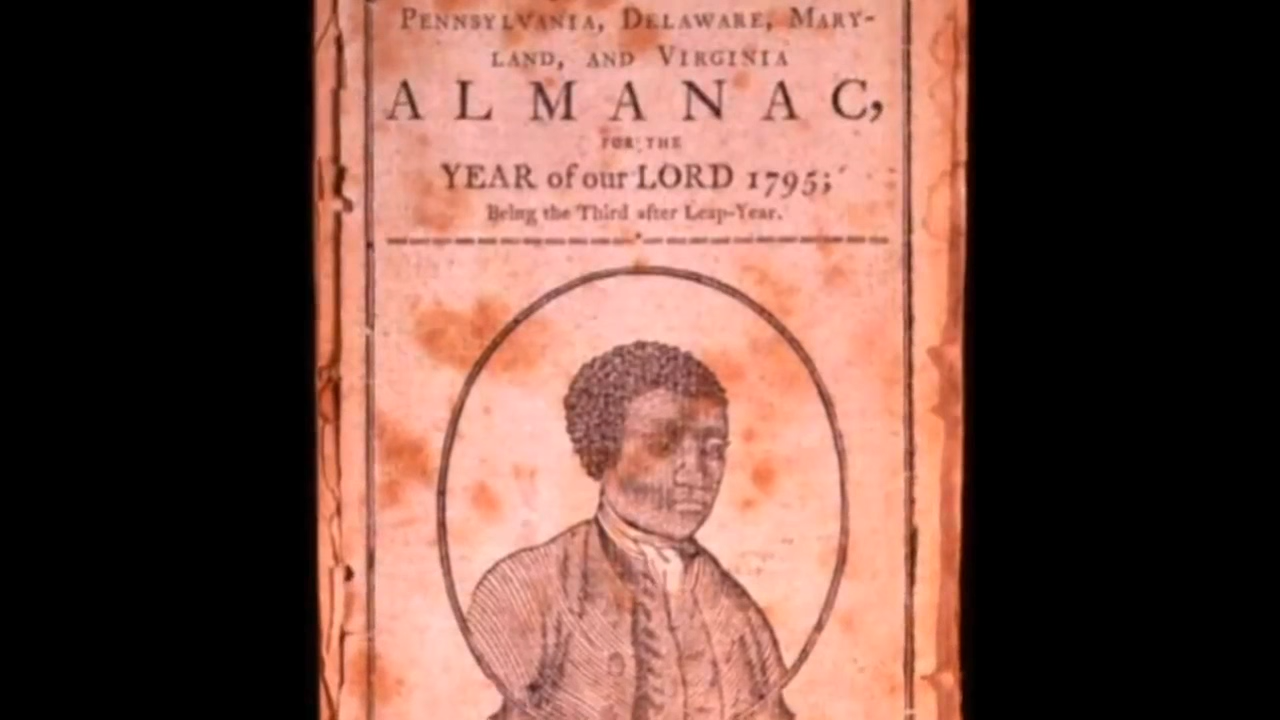 PENNSYLVANIA, DELAWARE, MARY-
LAND, AND VIRGINIA
ALMANAC,
FOR THE
YEAR of our LORD 1795;
Being the Third after Leap-Year.